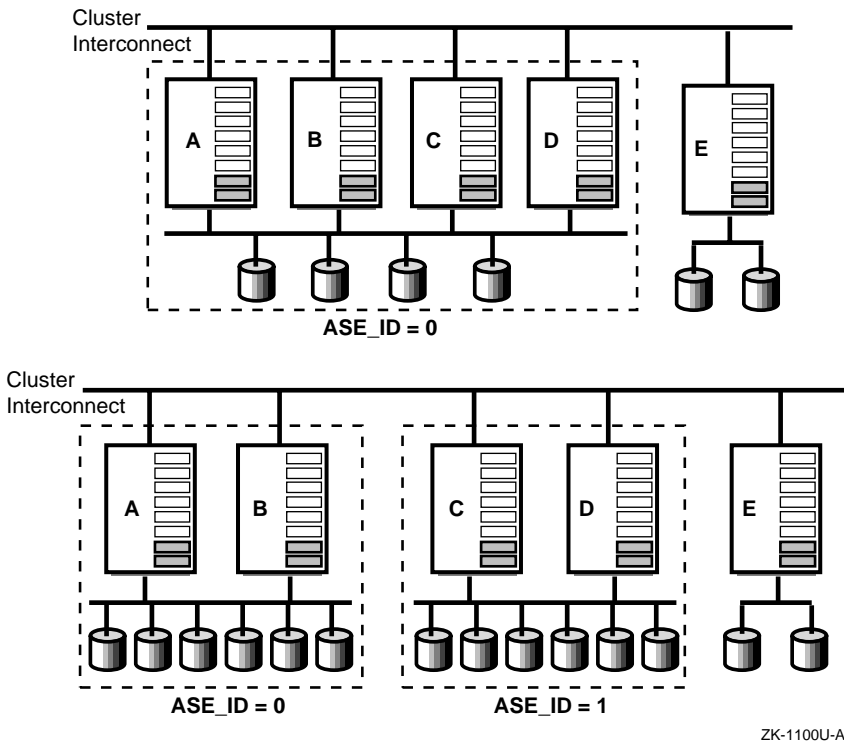 Cluster
Interconnect
A
B
C
D
E
ASE_ID = 0
Cluster
Interconnect
A
B
C
D
E
ASE_ID = 0
ASE_ID = 1
ZK-1100U-AI